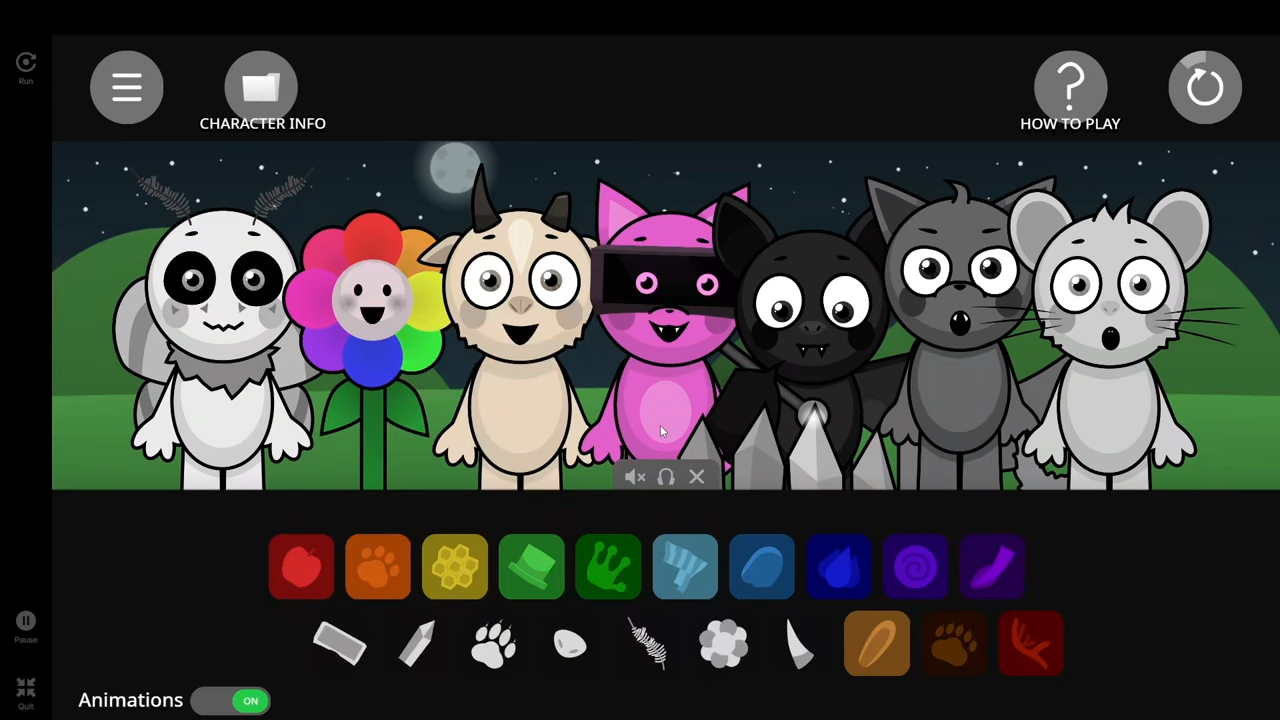 Run
CHARACTER INFO
HOW TO PLAY
Pause
Quit
Animations
ON